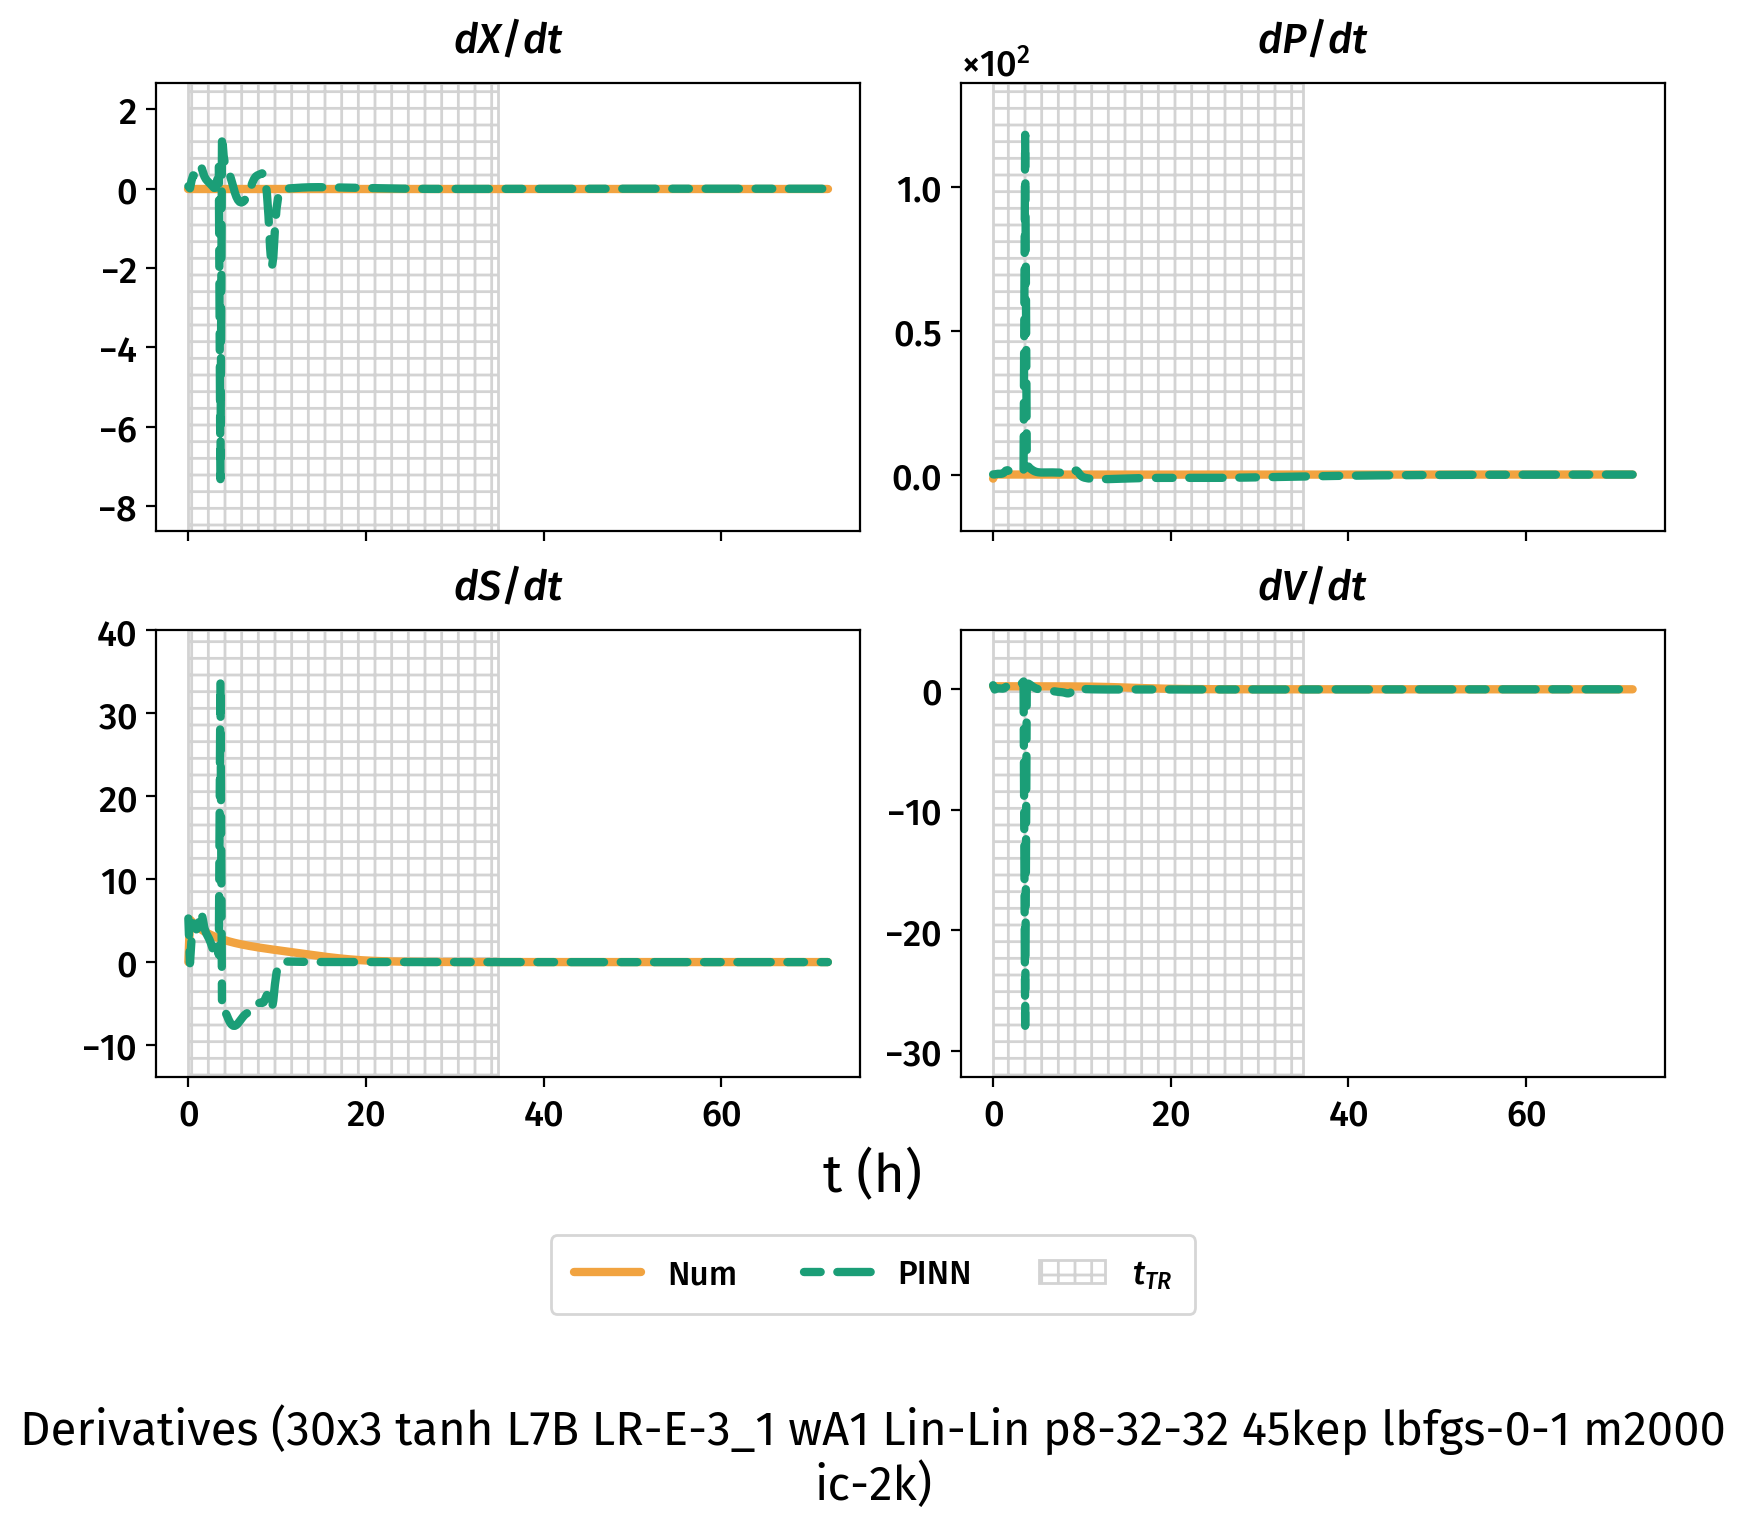 dX/dt
2
0
−2
−4
−6
−8
dP/dt
×10²
1.0
0.5
0.0
dS/dt
40
30
20
10
0
−10
0 20 40 60
dV/dt
0
−10
−20
−30
0 20 40 60
t (h)
Num PINN t_TR
Derivatives (30x3 tanh L7B LR-E-3_1 wA1 Lin-Lin p8-32-32 45kep lbfgs-0-1 m2000
ic-2k)